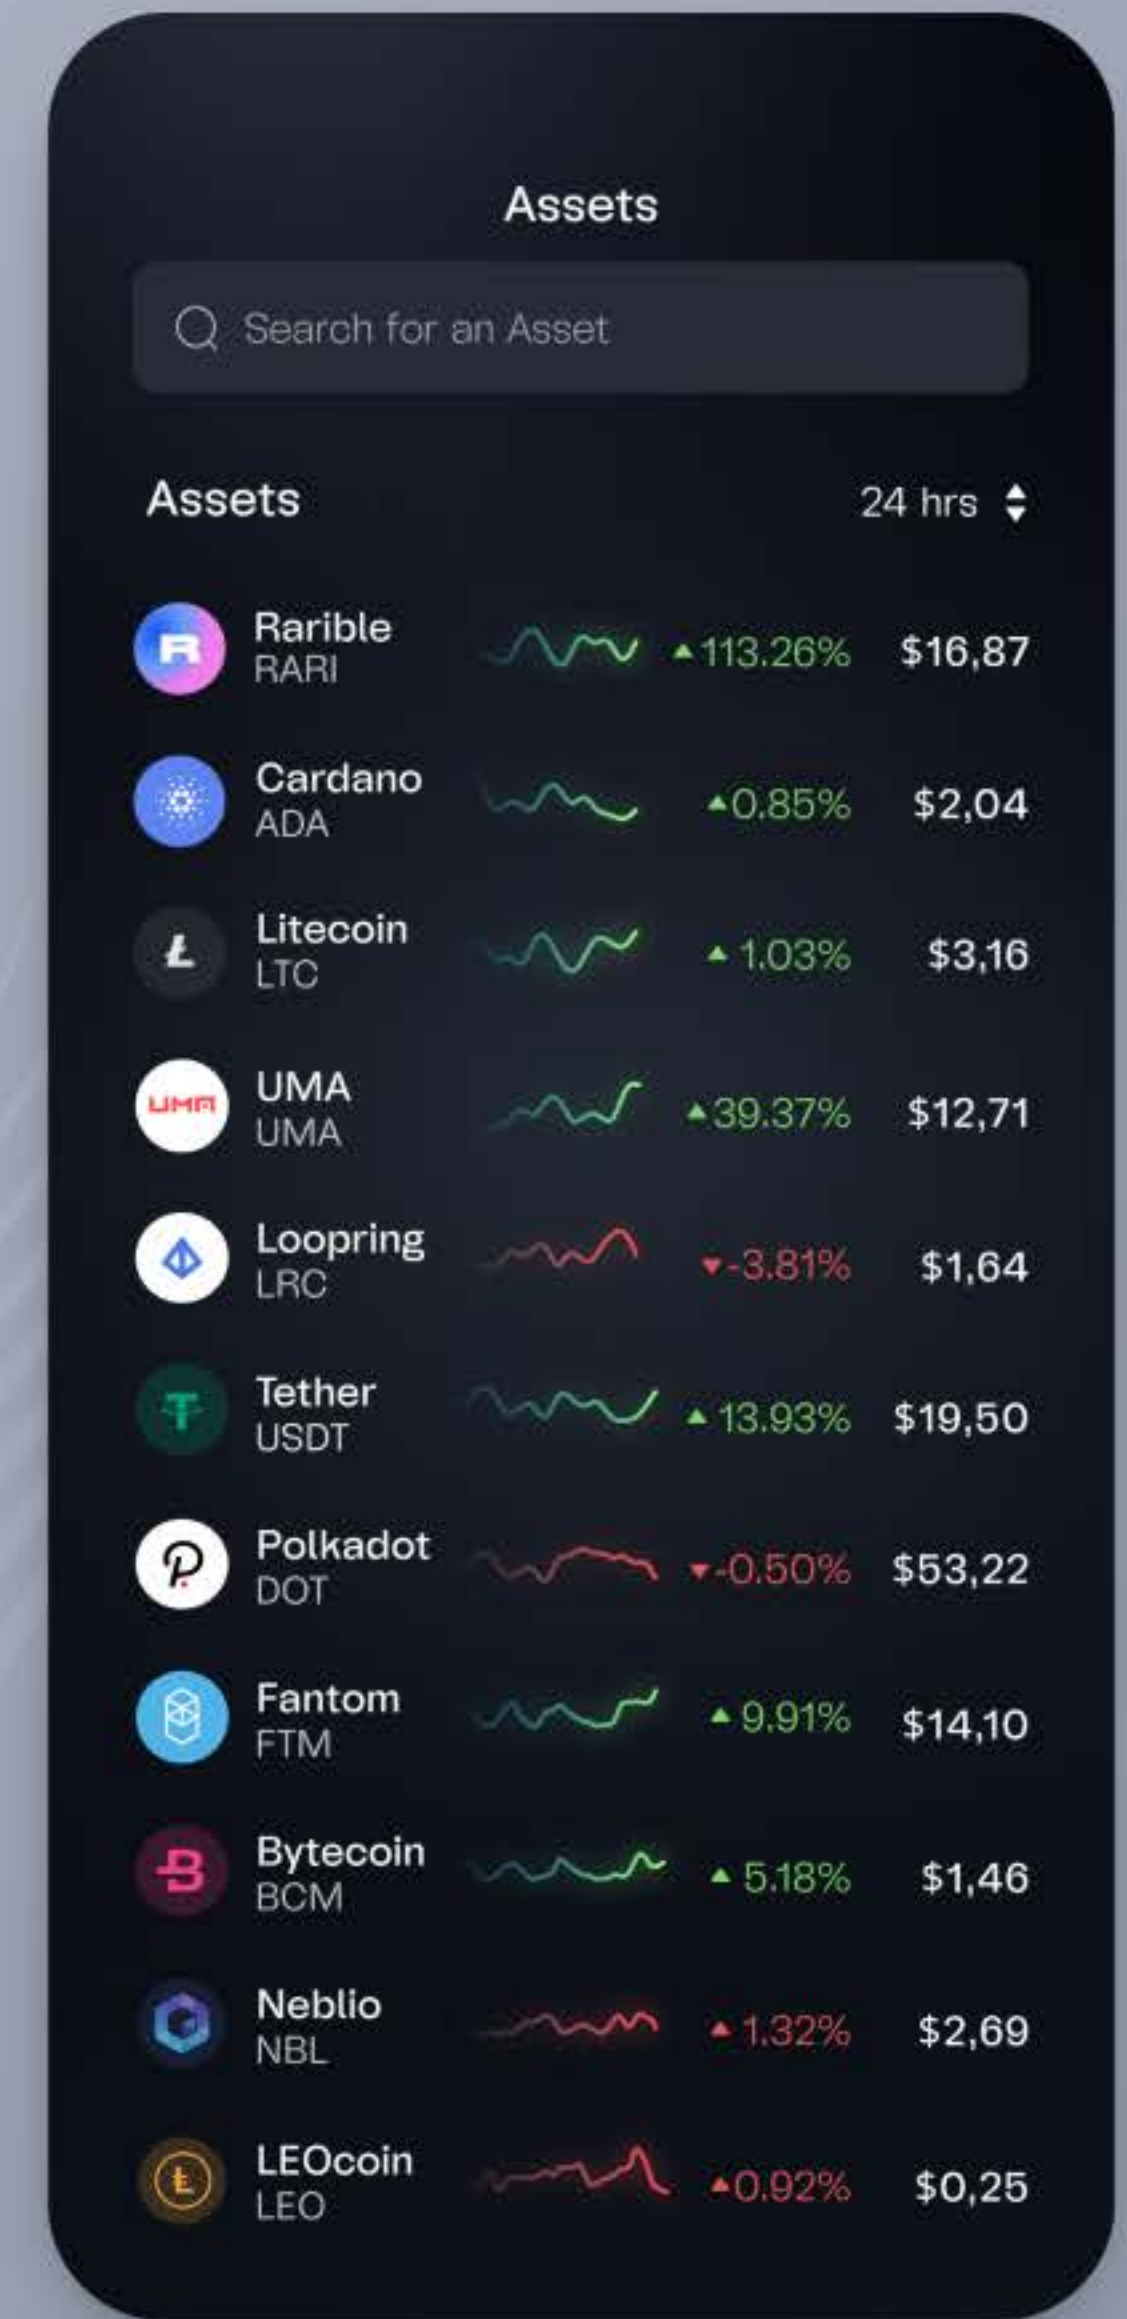 Assets
Search for an Asset
Assets 24 hrs
Rarible
RARI
▲113.26% $16,87
Cardano
ADA
▲0.85% $2,04
Litecoin
LTC
▲ 1.03% $3,16
UMA
UMA
UMA
▲39.37% $12,71
Loopring
LRC
▼-3.81% $1,64
Tether
USDT
▲ 13.93% $19,50
Polkadot
DOT
▼-0.50% $53,22
Fantom
FTM
▲ 9.91% $14,10
Bytecoin
BCM
▲ 5.18% $1,46
Neblio
NBL
▲ 1.32% $2,69
LEOcoin
LEO
▲0.92% $0,25